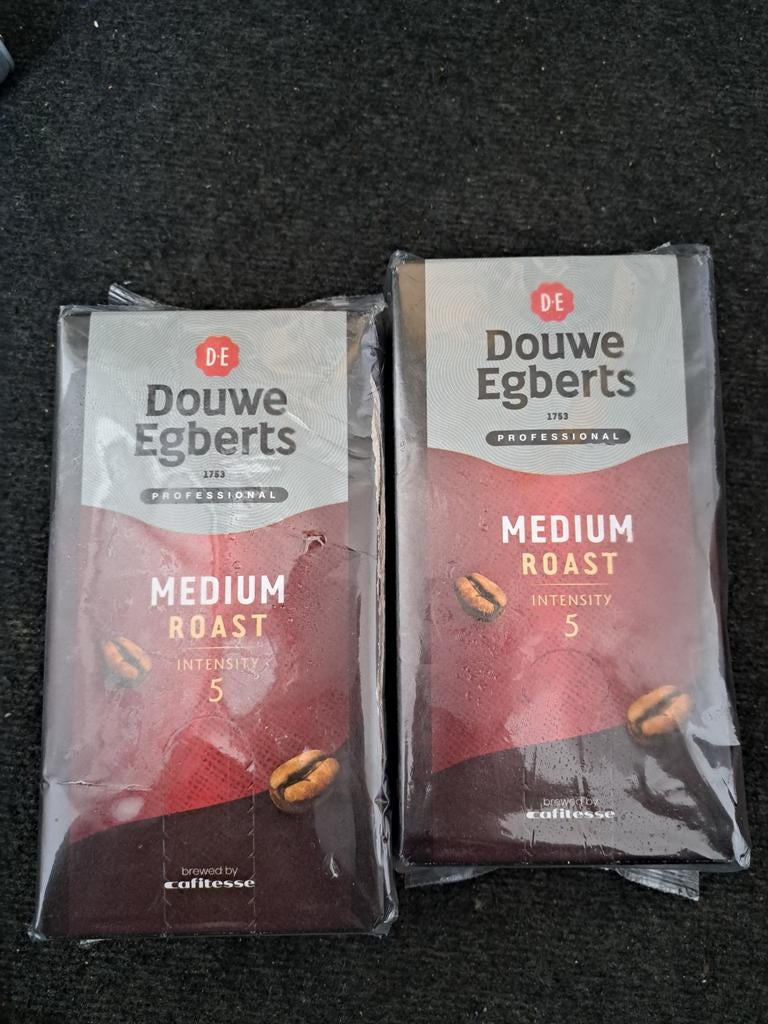 D·E
Douwe
Egberts
1753
PROFESSIONAL
MEDIUM
ROAST
INTENSITY
5
brewed by
cafitesse
D·E
Douwe
Egberts
1753
PROFESSIONAL
MEDIUM
ROAST
INTENSITY
5
brewed by
cafitesse